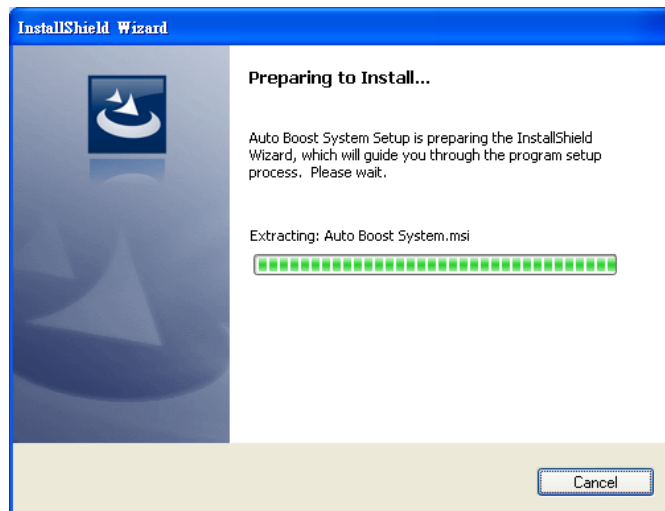 InstallShield Wizard
Preparing to Install...
Auto Boost System Setup is preparing the InstallShield
Wizard, which will guide you through the program setup
process.  Please wait.
Extracting: Auto Boost System.msi
Cancel